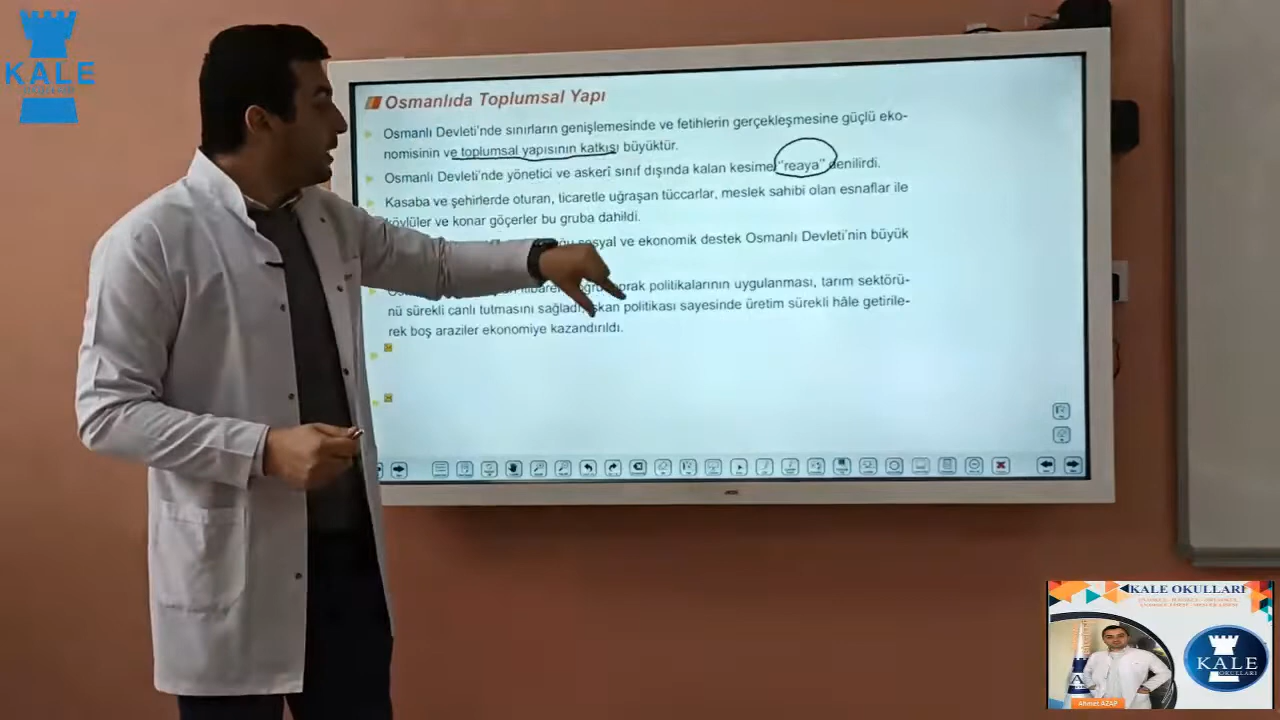 KALE
Osmanlıda Toplumsal Yapı
Osmanlı Devleti'nde sınırların genişlemesinde ve fetihlerin gerçekleşmesine güçlü eko-
nomisinin ve toplumsal yapısının katkısı büyüktür.
Osmanlı Devleti'nde yönetici ve askerî sınıf dışında kalan kesime "reaya" denilirdi.
Kasaba ve şehirlerde oturan, ticaretle uğraşan tüccarlar, meslek sahibi olan esnaflar ile
köylüler ve konar göçerler bu gruba dahildi.
sosyal ve ekonomik destek Osmanlı Devleti'nin büyük
politikalarının uygulanması, tarım sektörü-
nü sürekli canlı tutmasını sağladı. politikası sayesinde üretim sürekli hâle getirile-
rek boş araziler ekonomiye kazandırıldı.
KALE OKULLARI
KALE
OKULLARI
Ahmet AZAP